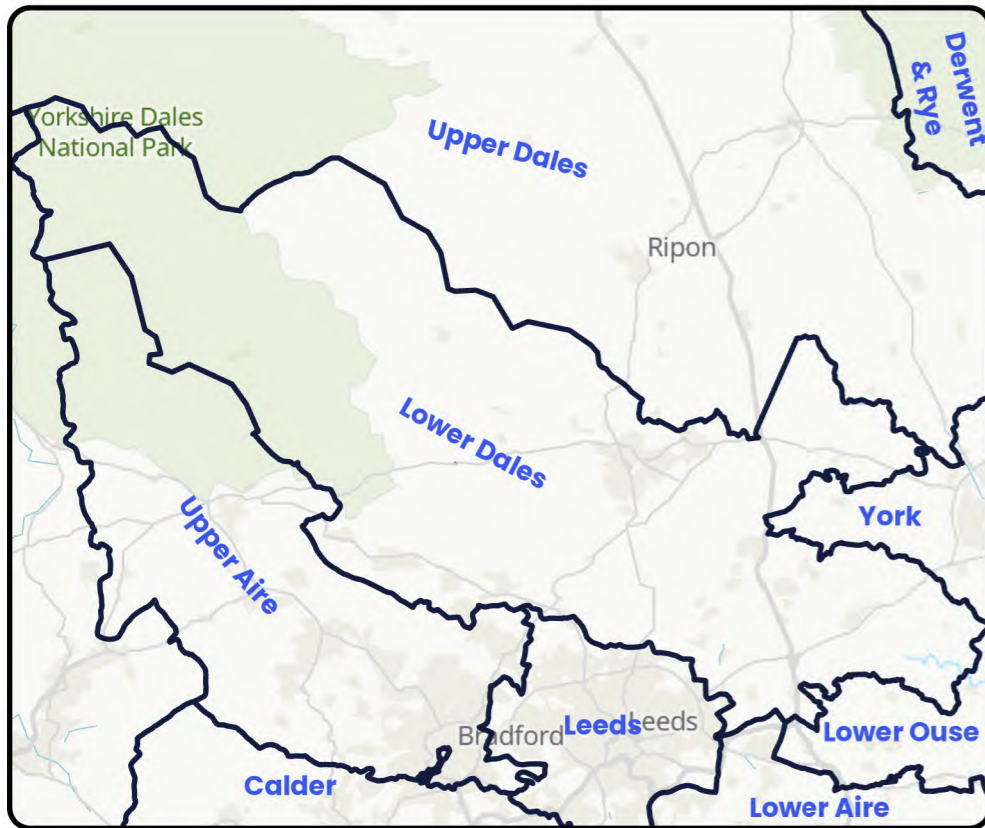 Derwent
& Rye
Yorkshire Dales
National Park
Upper Dales
Ripon
Lower Dales
Upper Aire
York
Bradford
Leeds
Leeds
Lower Ouse
Calder
Lower Aire